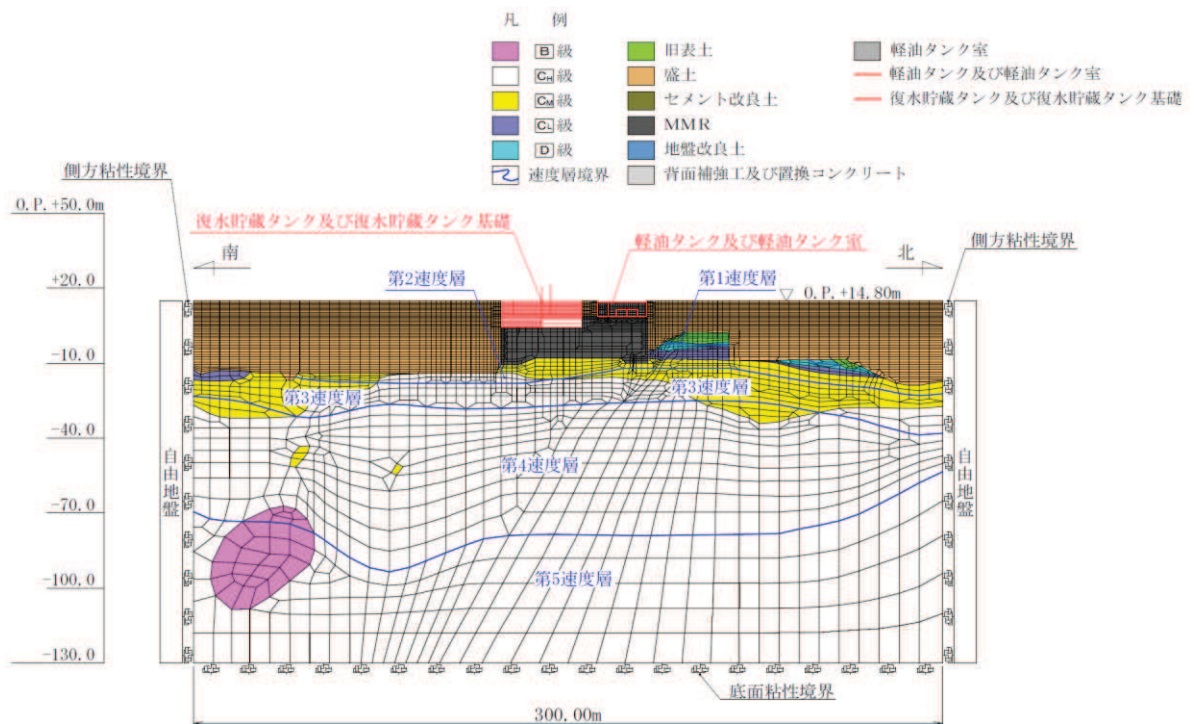 凡 例
B級
CH級
CM級
CL級
D級
速度層境界
旧表土
盛土
セメント改良土
MMR
地盤改良土
背面補強工及び置換コンクリート
軽油タンク室
軽油タンク及び軽油タンク室
復水貯蔵タンク及び復水貯蔵タンク基礎
側方粘性境界
O.P.+50.0m
復水貯蔵タンク及び復水貯蔵タンク基礎
軽油タンク及び軽油タンク室
側方粘性境界
南
北
+20.0
第2速度層
第1速度層
O.P.+14.80m
-10.0
第3速度層
第3速度層
-40.0
自由地盤
第4速度層
自由地盤
-70.0
第5速度層
-100.0
-130.0
底面粘性境界
300.00m